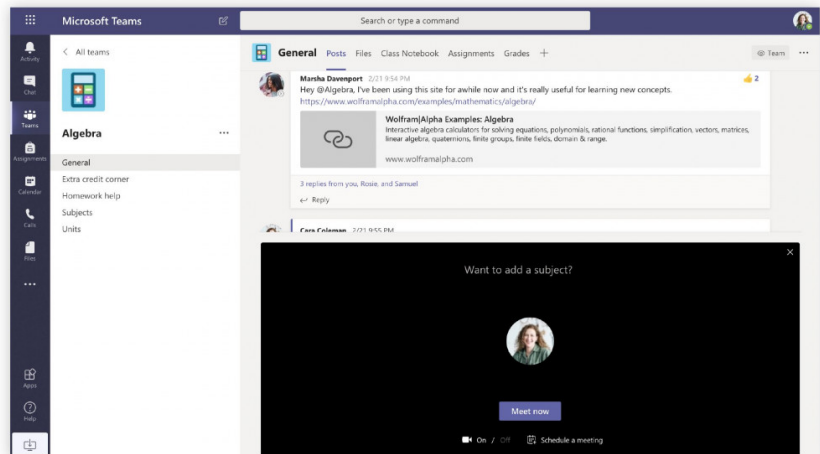 Microsoft Teams
Search or type a command
Activity
Chat
Teams
Assignments
Calendar
Calls
Files
Apps
Help
All teams
Algebra
General
Extra credit corner
Homework help
Subjects
Units
General Posts Files Class Notebook Assignments Grades
Team
Marsha Davenport 2/21 9:54 PM
2
Hey @Algebra, I've been using this site for awhile now and it's really useful for learning new concepts.
https://www.wolframalpha.com/examples/mathematics/algebra/
Wolfram|Alpha Examples: Algebra
Interactive algebra calculators for solving equations, polynomials, rational functions, simplification, vectors, matrices,
linear algebra, quaternions, finite groups, finite fields, domain & range.
www.wolframalpha.com
3 replies from you, Rosie, and Samuel
Reply
Cara Coleman 2/21 9:55 PM
Want to add a subject?
Meet now
On / Off Schedule a meeting